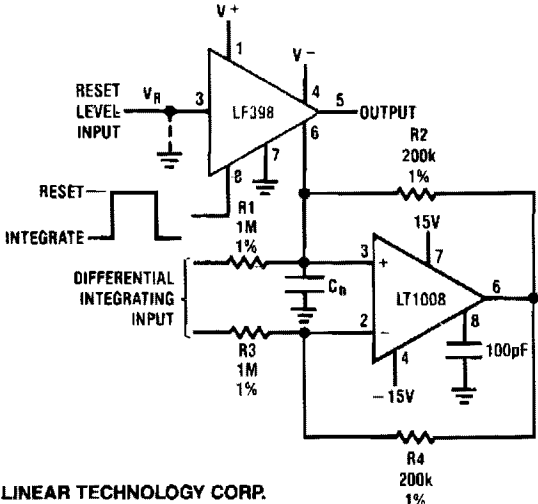 V+
1
V−
RESET
LEVEL
INPUT
VR
3
LF398
4
5
OUTPUT
6
7
8
R2
200k
1%
RESET
INTEGRATE
R1
1M
1%
15V
DIFFERENTIAL
INTEGRATING
INPUT
3
+
7
Ch
LT1008
6
2
−
8
4
100pF
R3
1M
1%
−15V
R4
200k
1%
LINEAR TECHNOLOGY CORP.